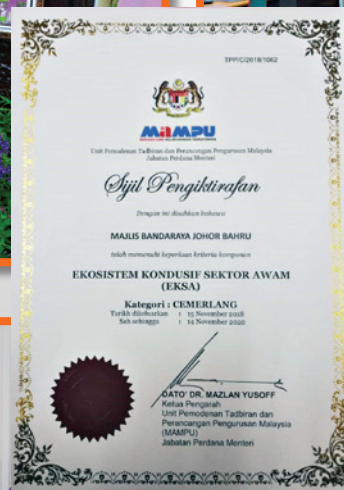 TPP/C/2018/1062
MAMPU
Unit Pemodenan Tadbiran dan Perancangan Pengurusan Malaysia
Jabatan Perdana Menteri
Sijil Pengiktirafan
Dengan ini disahkan bahawa
MAJLIS BANDARAYA JOHOR BAHRU
telah memenuhi keperluan kriteria komponen
EKOSISTEM KONDUSIF SEKTOR AWAM
(EKSA)
Kategori : CEMERLANG
Tarikh dikeluarkan : 15 November 2018
Sah sehingga : 14 November 2020
DATO' DR. MAZLAN YUSOFF
Ketua Pengarah
Unit Pemodenan Tadbiran dan
Perancangan Pengurusan Malaysia
(MAMPU)
Jabatan Perdana Menteri